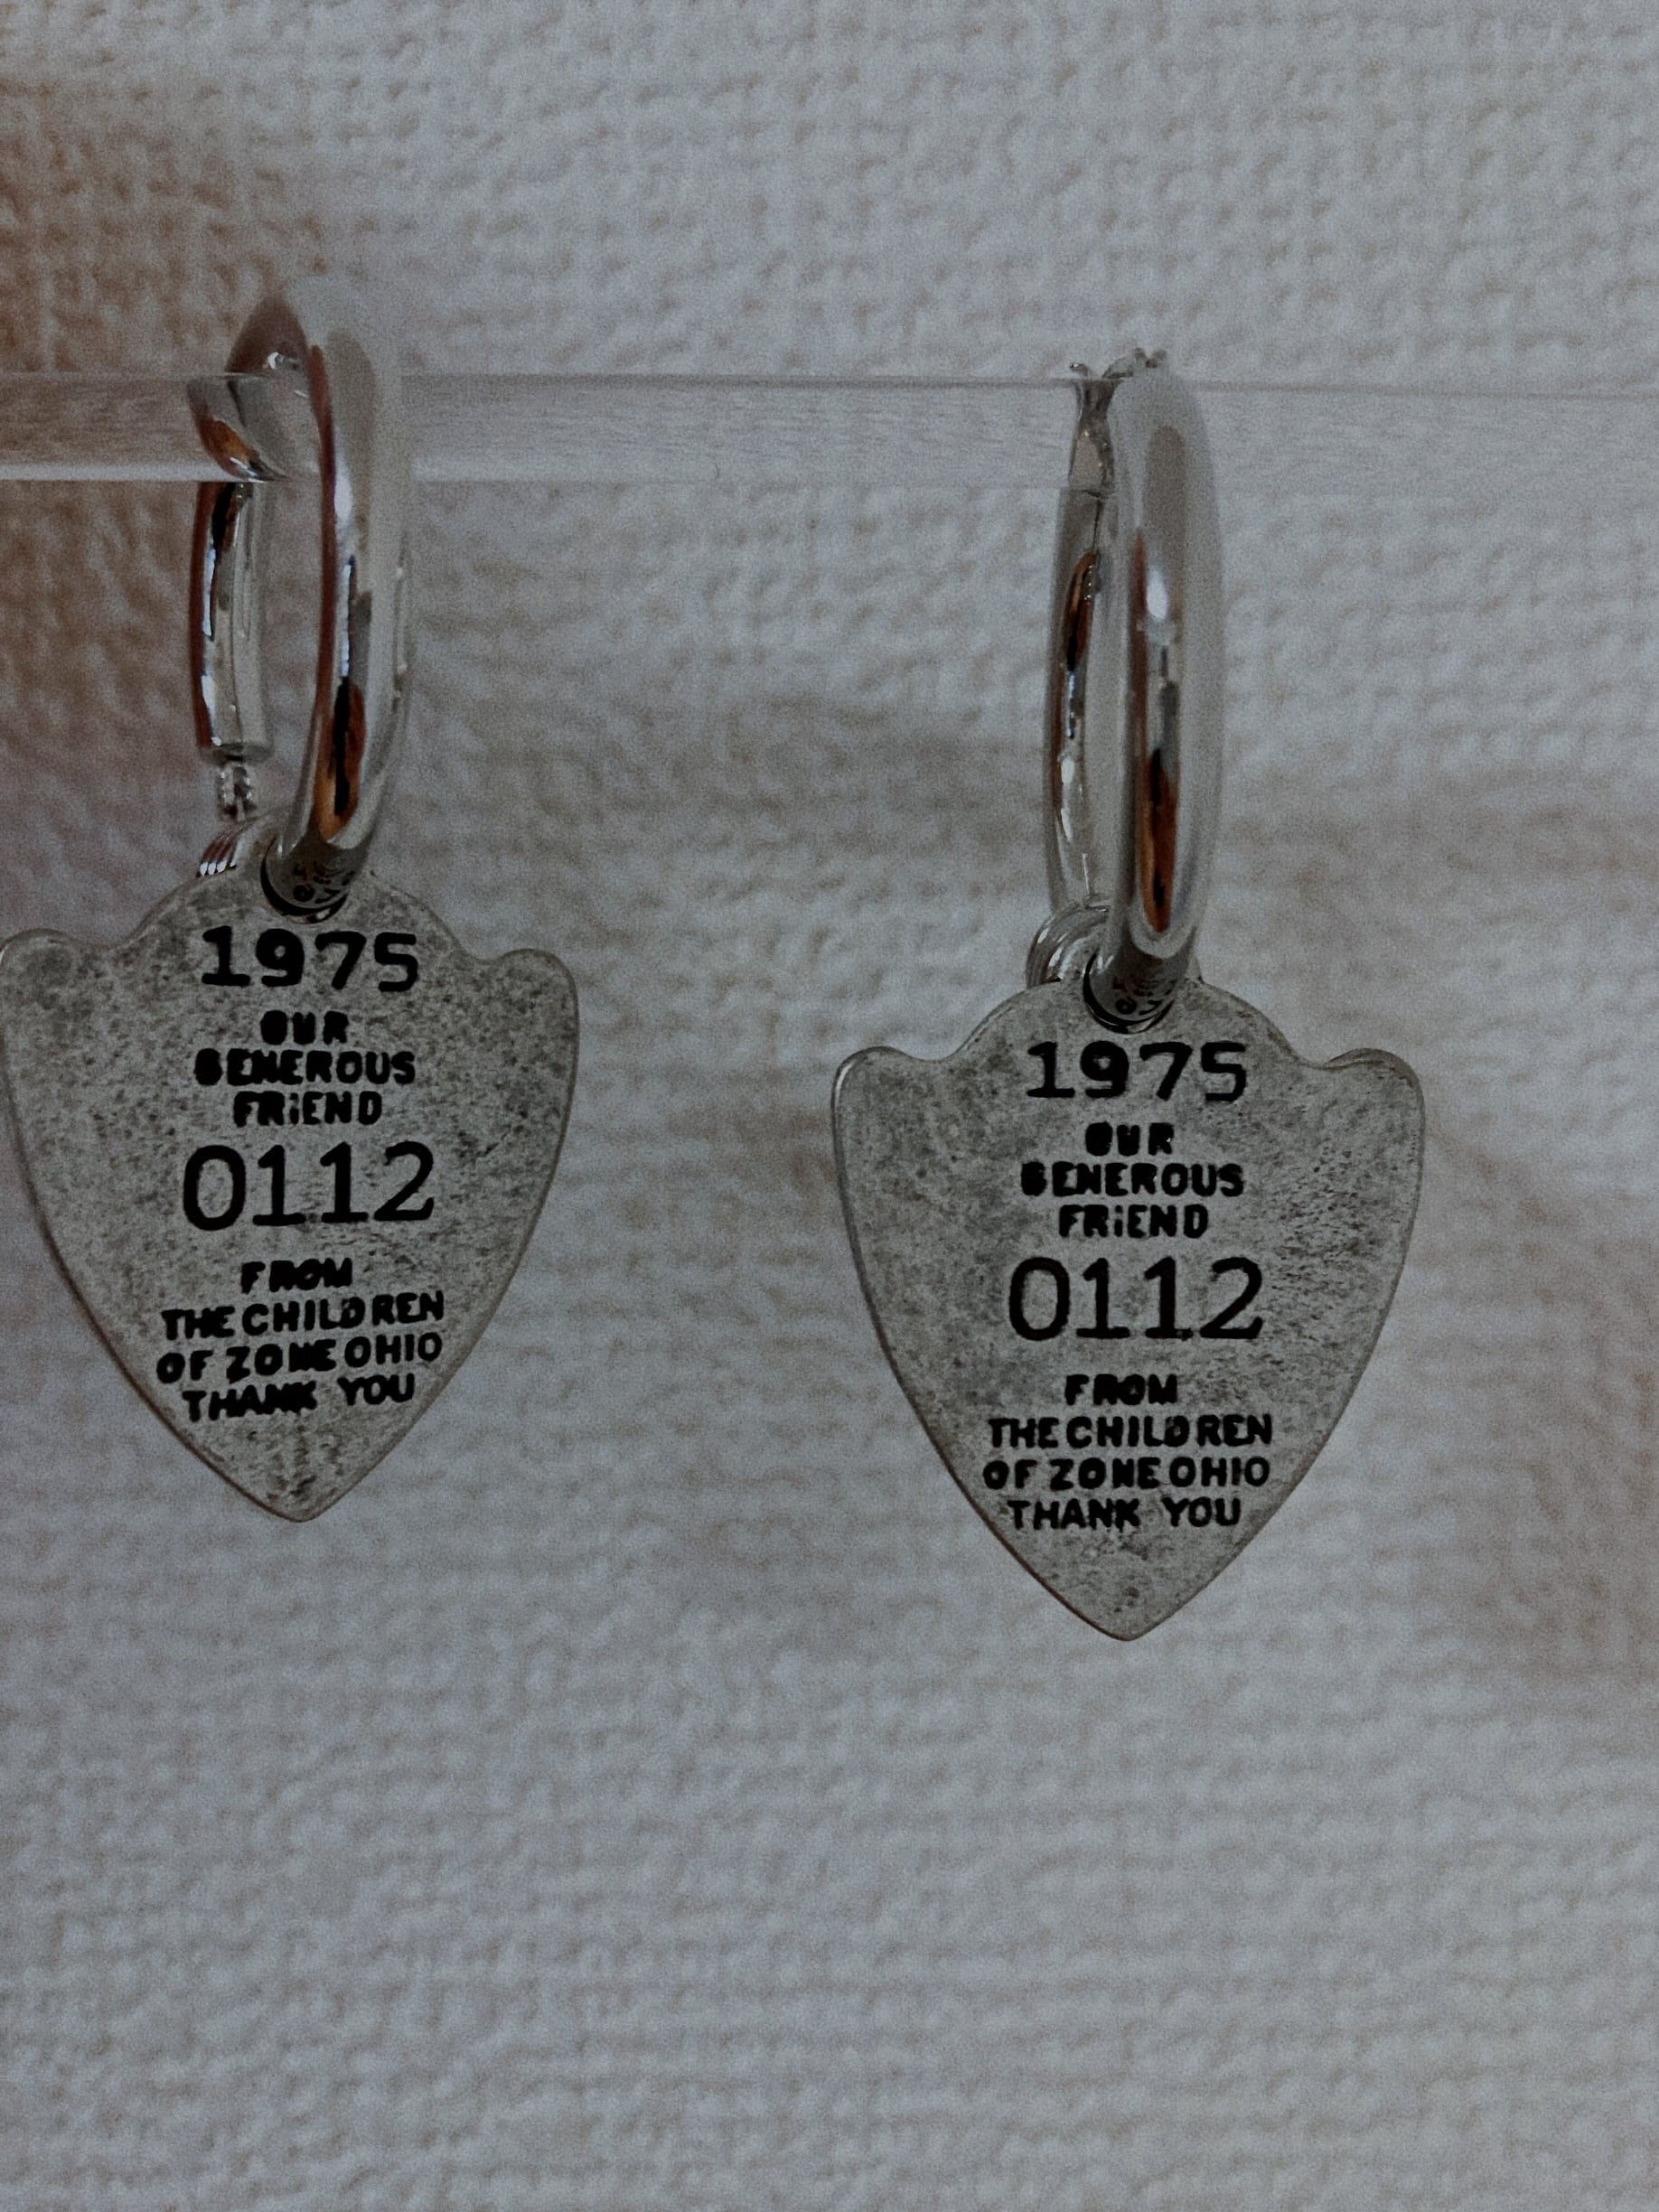 1975
OUR
GENEROUS
FRiEND
0112
FROM
THE CHILDREN
OF ZONE OHIO
THANK YOU
1975
OUR
GENEROUS
FRiEND
0112
FROM
THE CHILDREN
OF ZONE OHIO
THANK YOU